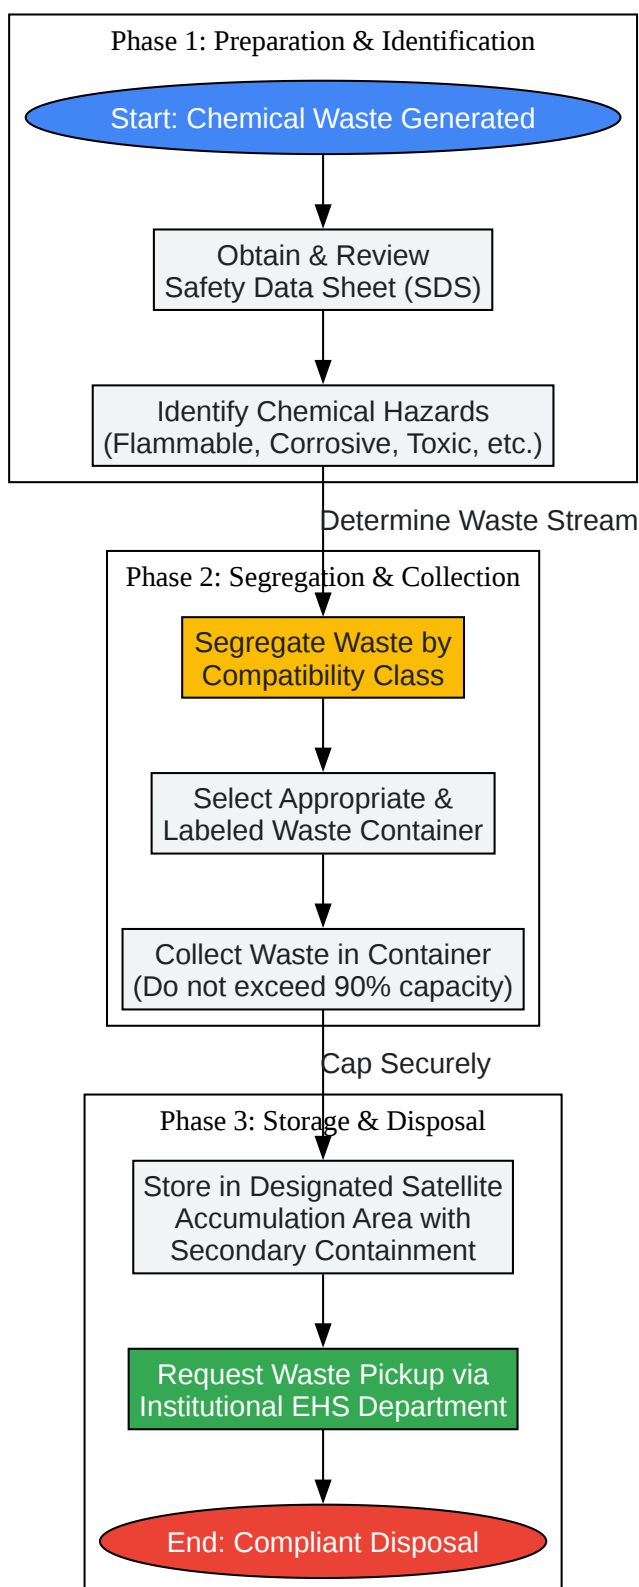 Phase 1: Preparation & Identification
Start: Chemical Waste Generated
Obtain & Review
Safety Data Sheet (SDS)
Identify Chemical Hazards
(Flammable, Corrosive, Toxic, etc.)
Determine Waste Stream
Phase 2: Segregation & Collection
Segregate Waste by
Compatibility Class
Select Appropriate &
Labeled Waste Container
Collect Waste in Container
(Do not exceed 90% capacity)
Cap Securely
Phase 3: Storage & Disposal
Store in Designated Satellite
Accumulation Area with
Secondary Containment
Request Waste Pickup via
Institutional EHS Department
End: Compliant Disposal